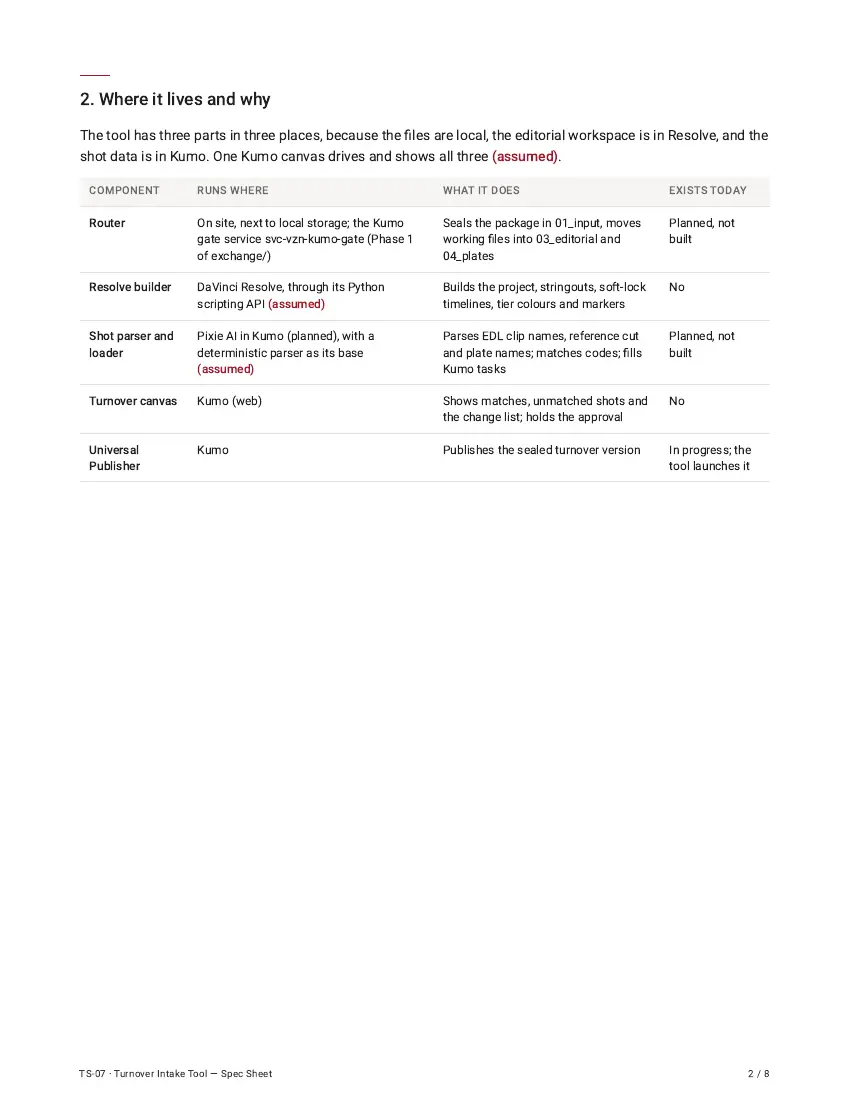 2. Where it lives and why
The tool has three parts in three places, because the files are local, the editorial workspace is in Resolve, and the
shot data is in Kumo. One Kumo canvas drives and shows all three (assumed).
COMPONENT RUNS WHERE WHAT IT DOES EXISTS TODAY
Router On site, next to local storage; the Kumo Seals the package in 01_input, moves Planned, not
gate service svc-vzn-kumo-gate (Phase 1 working files into 03_editorial and built
of exchange/) 04_plates
Resolve builder DaVinci Resolve, through its Python Builds the project, stringouts, soft-lock No
scripting API (assumed) timelines, tier colours and markers
Shot parser and Pixie AI in Kumo (planned), with a Parses EDL clip names, reference cut Planned, not
loader deterministic parser as its base and plate names; matches codes; fills built
(assumed) Kumo tasks
Turnover canvas Kumo (web) Shows matches, unmatched shots and No
the change list; holds the approval
Universal Kumo Publishes the sealed turnover version In progress; the
Publisher tool launches it
TS-07 · Turnover Intake Tool — Spec Sheet 2 / 8